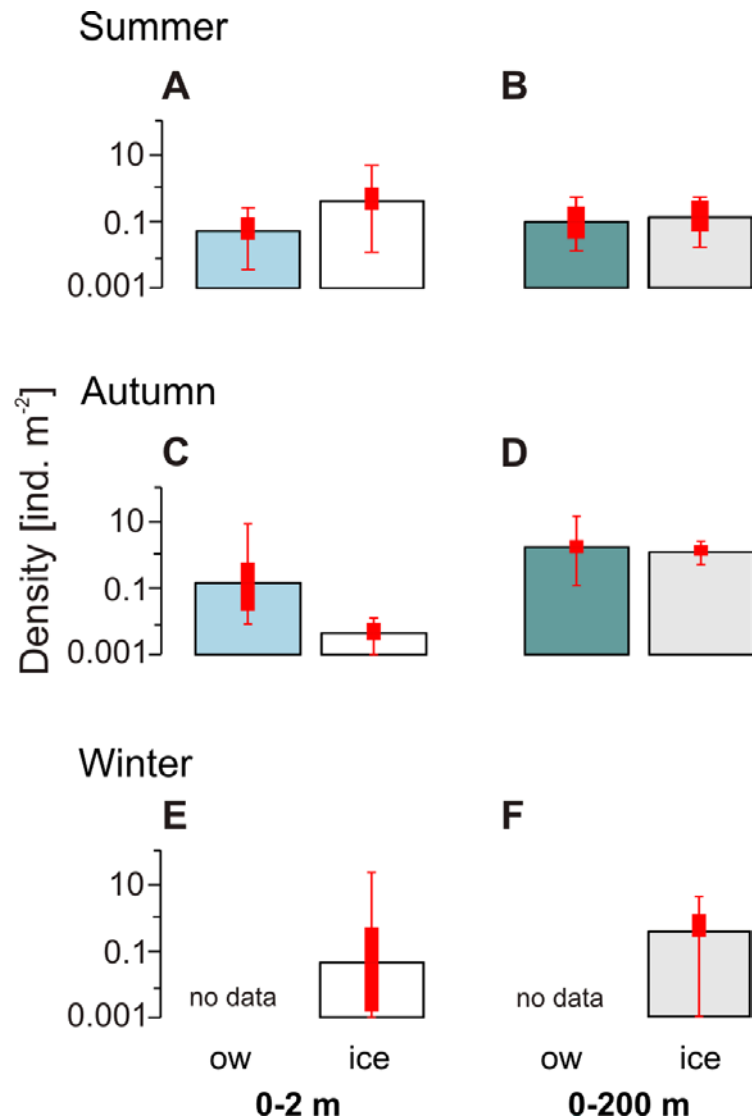 Summer
A
B
10
0.1
0.001
Autumn
C
D
10
0.1
0.001
Density [ind. m-2]
Winter
E
F
10
0.1
0.001
no data
no data
ow
ice
ow
ice
0-2 m
0-200 m